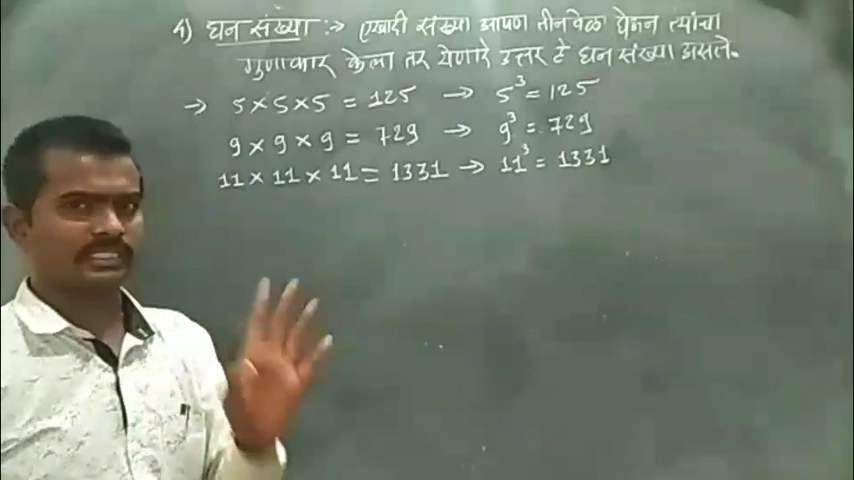 4) घन संख्या :-> एखादी संख्या आपण तीनवेळा घेऊन त्यांचा
गुणाकार केला तर येणारे उत्तर हे घन संख्या असते.
→ 5 × 5 × 5 = 125 → 5³ = 125
9 × 9 × 9 = 729 → 9³ = 729
11 × 11 × 11 = 1331 → 11³ = 1331